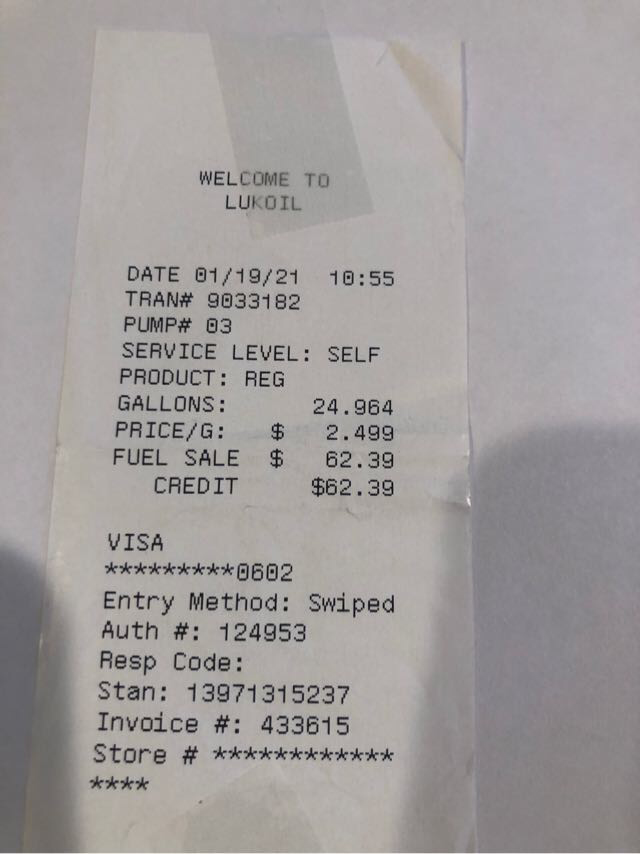 WELCOME TO
LUKOIL
DATE 01/19/21 10:55
TRAN# 9033182
PUMP# 03
SERVICE LEVEL: SELF
PRODUCT: REG
GALLONS: 24.964
PRICE/G: $ 2.499
FUEL SALE $ 62.39
CREDIT $62.39
VISA
*********0602
Entry Method: Swiped
Auth #: 124953
Resp Code:
Stan: 13971315237
Invoice #: 433615
Store # ************
****